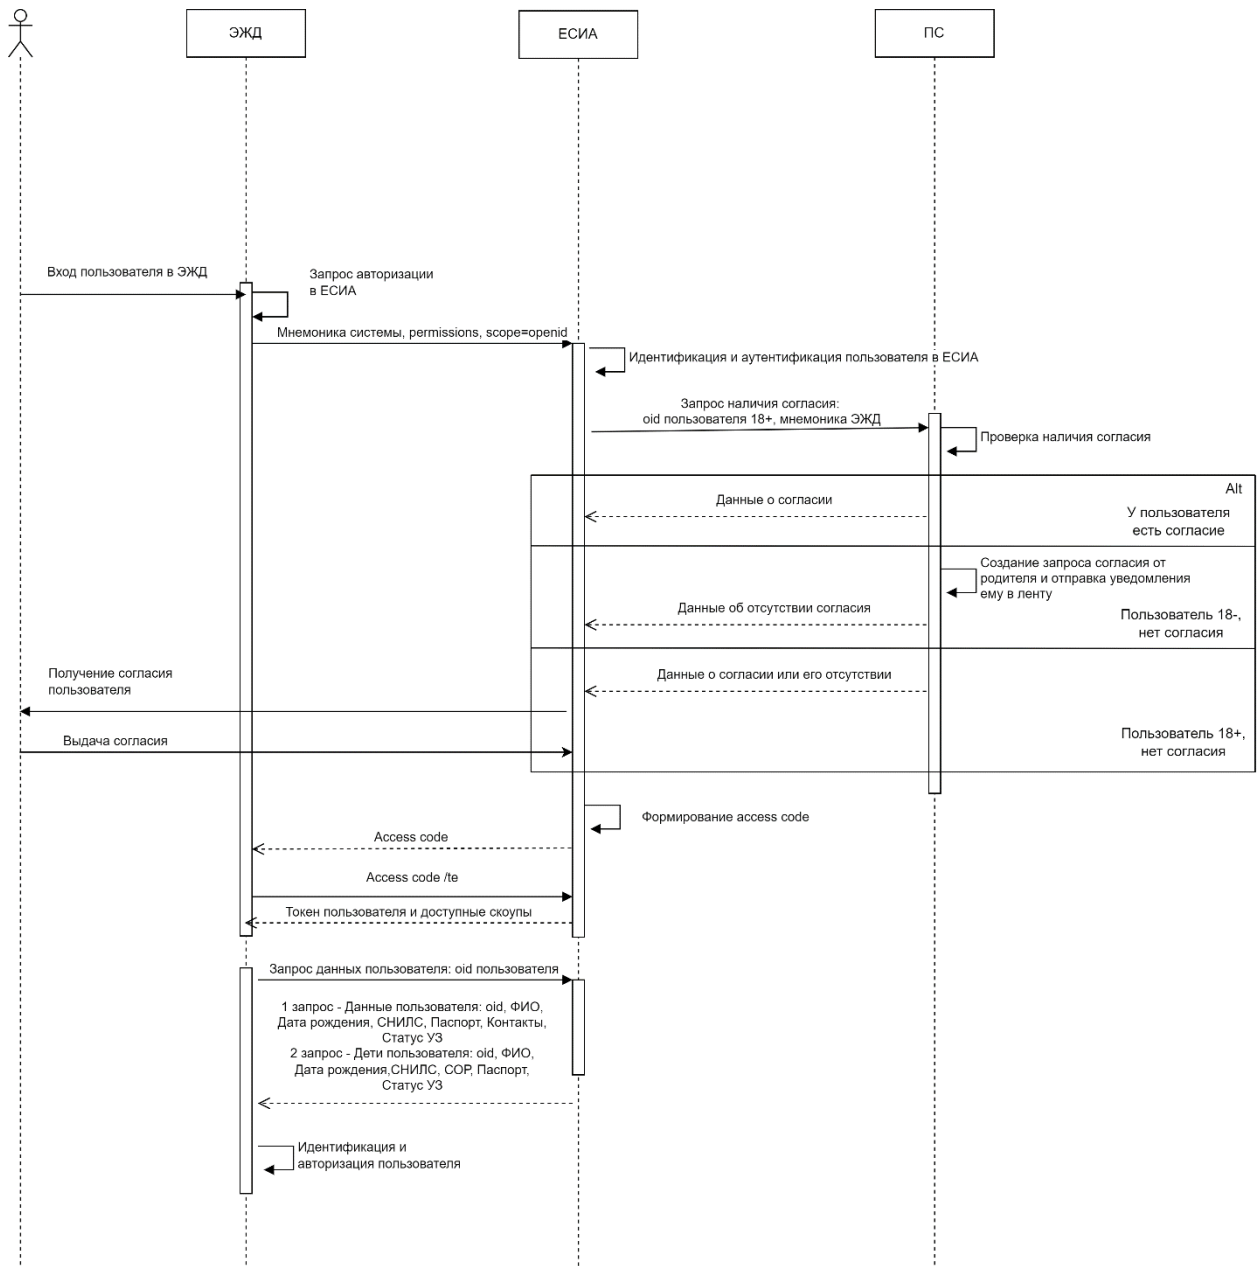 ЭЖД
ЕСИА
ПС
Вход пользователя в ЭЖД
Запрос авторизации
в ЕСИА
Мнемоника системы, permissions, scope=openid
Идентификация и аутентификация пользователя в ЕСИА
Запрос наличия согласия:
oid пользователя 18+, мнемоника ЭЖД
Проверка наличия согласия
Alt
Данные о согласии
У пользователя
есть согласие
Создание запроса согласия от
родителя и отправка уведомления
ему в ленту
Данные об отсутствии согласия
Пользователь 18-,
нет согласия
Получение согласия
пользователя
Данные о согласии или его отсутствии
Выдача согласия
Пользователь 18+,
нет согласия
Формирование access code
Access code
Access code /te
Токен пользователя и доступные скоупы
Запрос данных пользователя: oid пользователя
1 запрос - Данные пользователя: oid, ФИО,
Дата рождения, СНИЛС, Паспорт, Контакты,
Статус УЗ
2 запрос - Дети пользователя: oid, ФИО,
Дата рождения,СНИЛС, СОР, Паспорт,
Статус УЗ
Идентификация и
авторизация пользователя